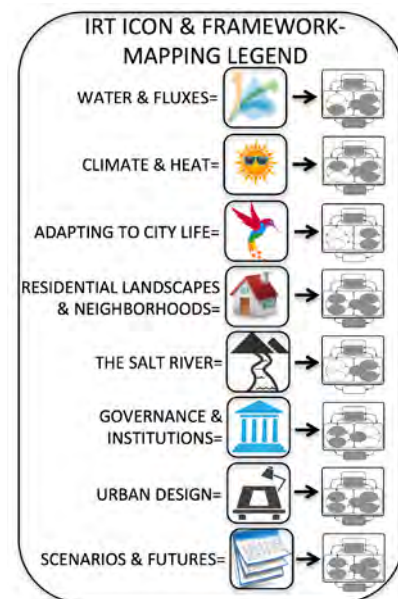 IRT ICON & FRAMEWORK-
MAPPING LEGEND
WATER & FLUXES=
CLIMATE & HEAT=
ADAPTING TO CITY LIFE=
RESIDENTIAL LANDSCAPES
& NEIGHBORHOODS=
THE SALT RIVER=
GOVERNANCE &
INSTITUTIONS=
URBAN DESIGN=
SCENARIOS & FUTURES=